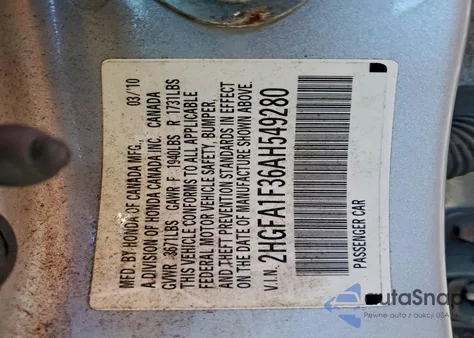 MFD. BY HONDA OF CANADA MFG., 03/10
A DIVISION OF HONDA CANADA INC. CANADA
GVWR 3671LBS GAWR F 1940LBS R 1731LBS
THIS VEHICLE CONFORMS TO ALL APPLICABLE
FEDERAL MOTOR VEHICLE SAFETY, BUMPER,
AND THEFT PREVENTION STANDARDS IN EFFECT
ON THE DATE OF MANUFACTURE SHOWN ABOVE.
V.I.N. 2HGFA1F36AH549280
PASSENGER CAR
autoSnap
Pewne auta z aukcji USA